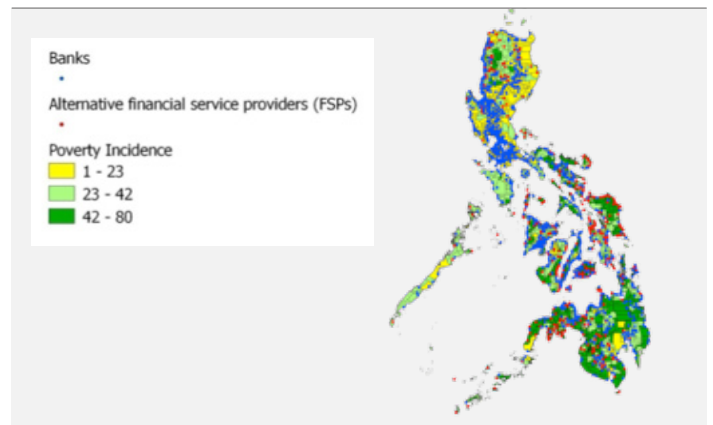 Banks
Alternative financial service providers (FSPs)
Poverty Incidence
1 - 23
23 - 42
42 - 80